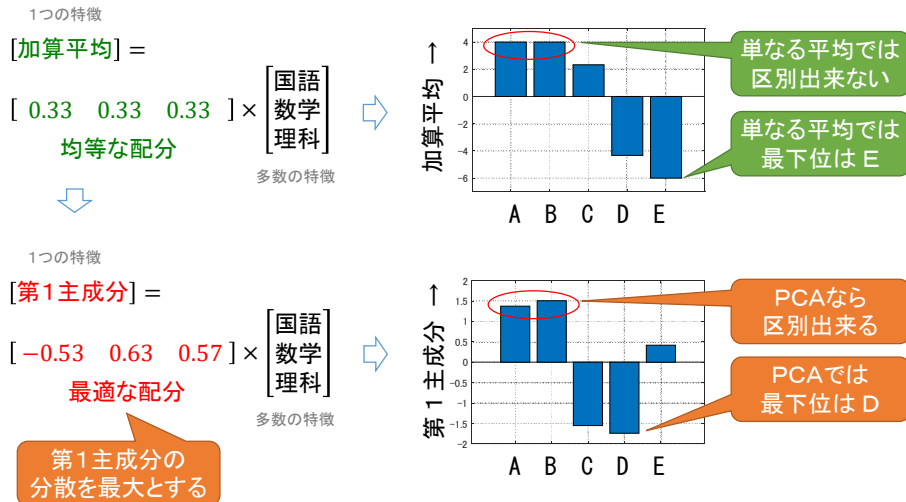 1つの特徴
[加算平均] =
[ 0.33 0.33 0.33 ] × [国語 数学 理科]
均等な配分
多数の特徴
加算平均 →
4
2
0
-2
-4
-6
A B C D E
単なる平均では
区別出来ない
単なる平均では
最下位は E
1つの特徴
[第1主成分] =
[ −0.53 0.63 0.57 ] × [国語 数学 理科]
最適な配分
多数の特徴
第1主成分の
分散を最大とする
第1主成分 →
2
1.5
1
0.5
0
-0.5
-1
-1.5
-2
A B C D E
PCAなら
区別出来る
PCAでは
最下位は D